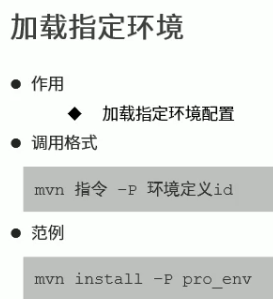 加载指定环境
● 作用
◆ 加载指定环境配置
● 调用格式
mvn 指令 –P 环境定义id
● 范例
mvn install –P pro_env